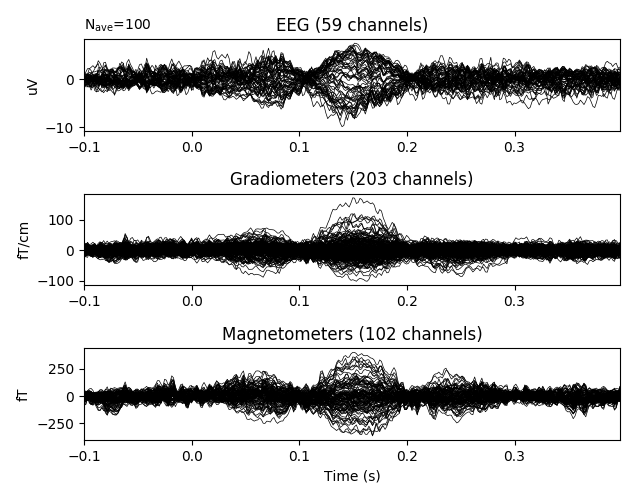 N_ave=100
EEG (59 channels)
0
−10
uV
−0.1 0.0 0.1 0.2 0.3
Gradiometers (203 channels)
100
0
−100
fT/cm
−0.1 0.0 0.1 0.2 0.3
Magnetometers (102 channels)
250
0
−250
fT
−0.1 0.0 0.1 0.2 0.3
Time (s)